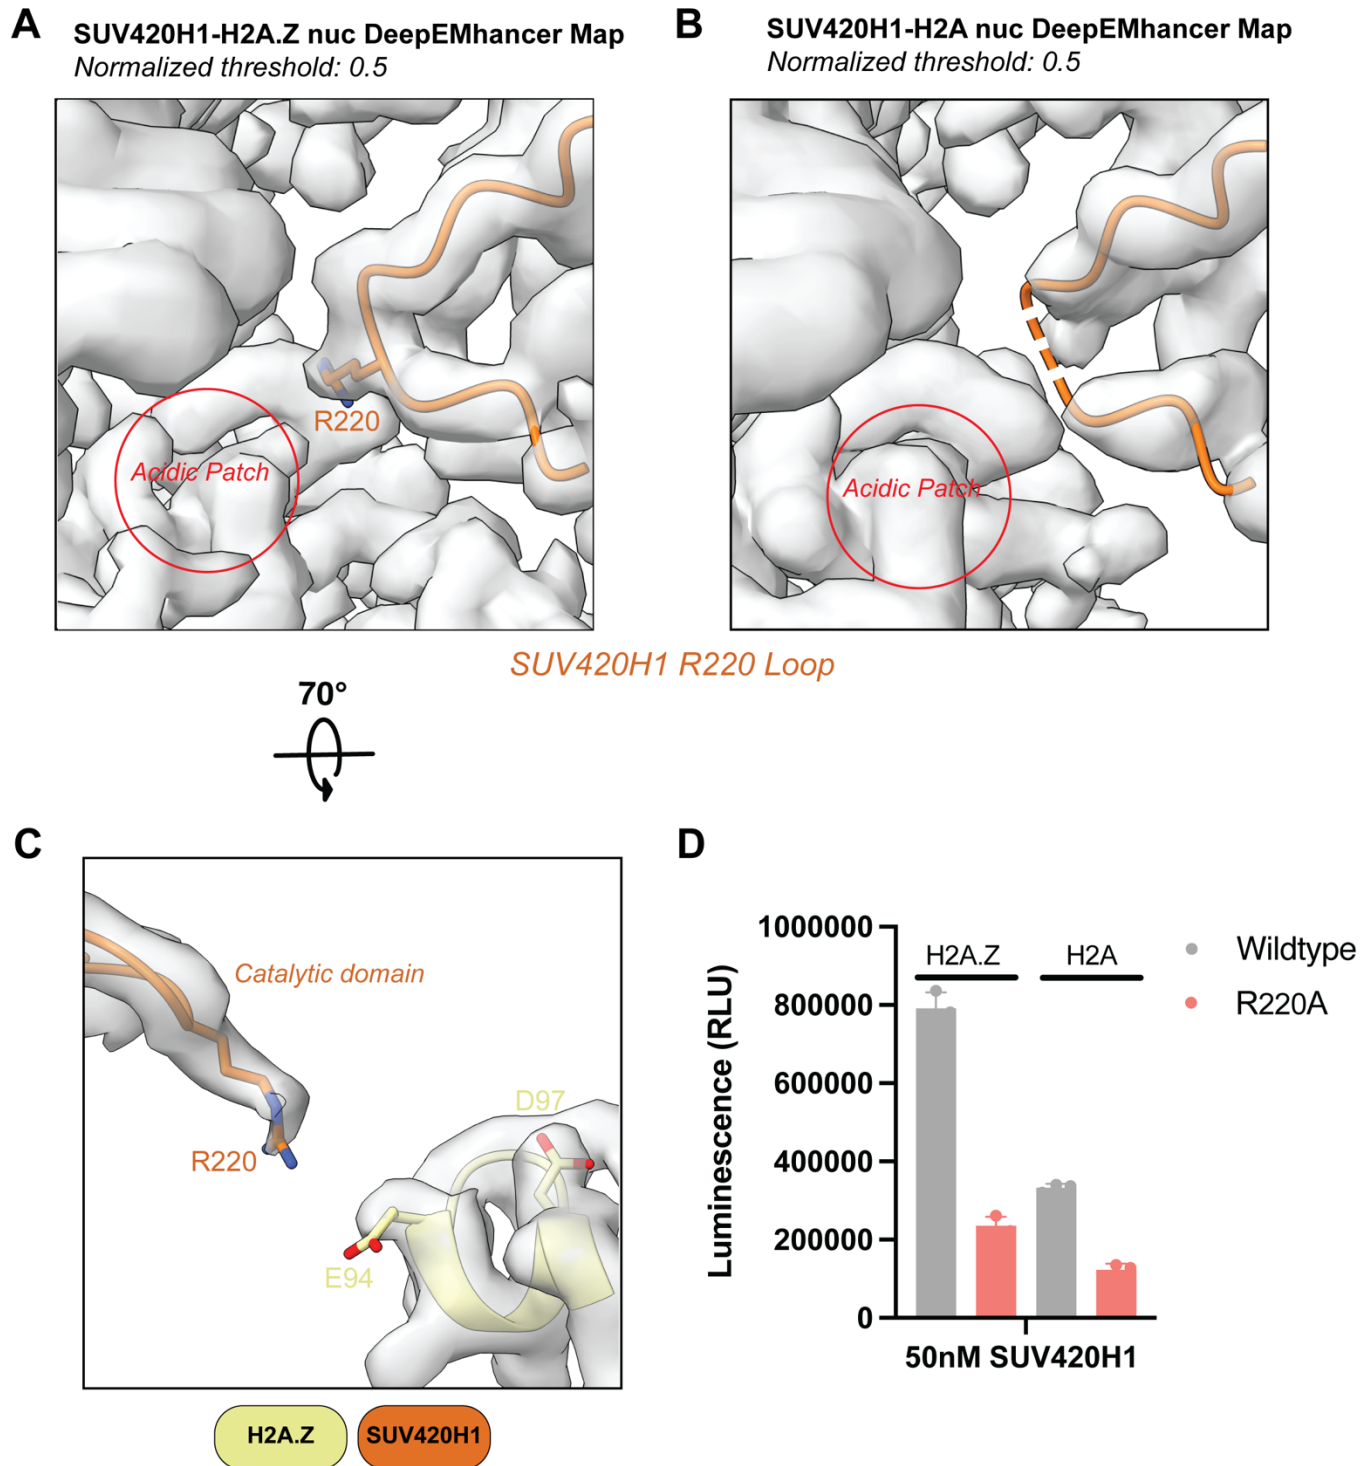 A
SUV420H1-H2A.Z nuc DeepEMhancer Map
Normalized threshold: 0.5
R220
Acidic Patch
B
SUV420H1-H2A nuc DeepEMhancer Map
Normalized threshold: 0.5
Acidic Patch
SUV420H1 R220 Loop
70°
C
Catalytic domain
R220
D97
E94
H2A.Z
SUV420H1
D
Luminescence (RLU)
1000000
800000
600000
400000
200000
0
H2A.Z
H2A
Wildtype
R220A
50nM SUV420H1